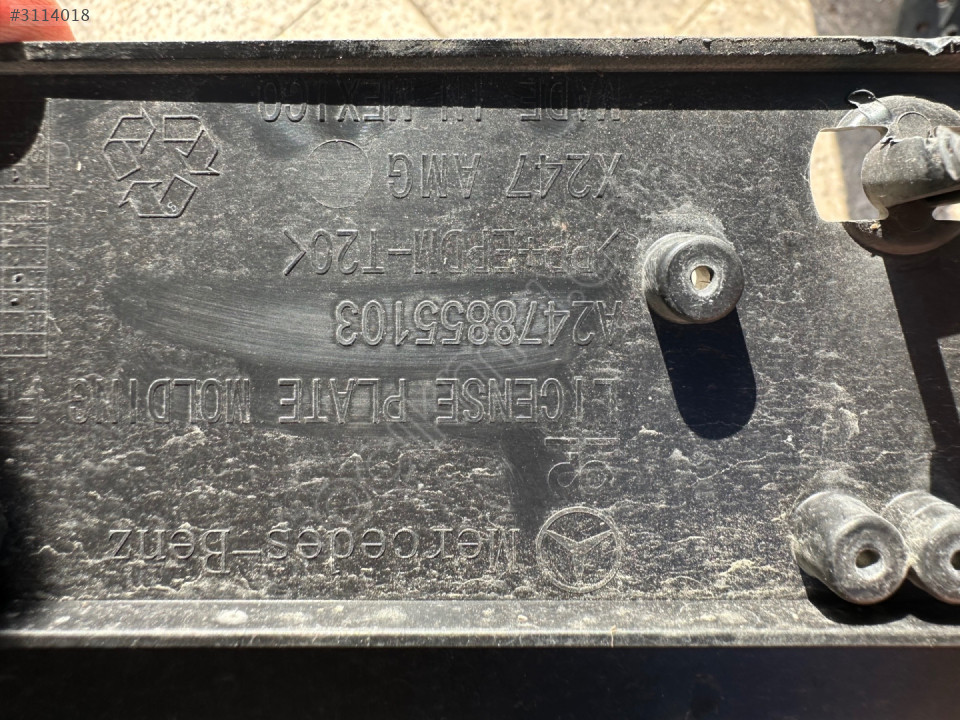 #3114018
Mercedes-Benz
LICENSE PLATE MOLDING
A2478855103
>PP+EPDM-T20<
X247 AMG
MADE IN MEXICO